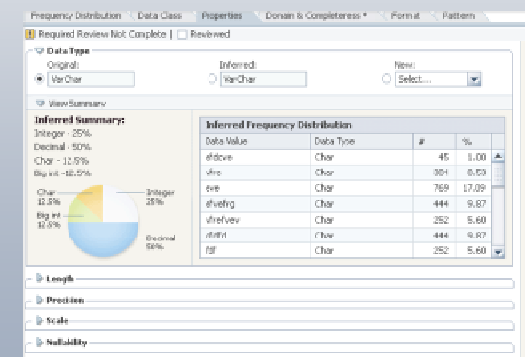 Frequency Distribution Data Class Properties Domain & Completeness * Format Pattern
Required Review Not Complete | Reviewed
Data Type
Original: Inferred: New:
VarChar VarChar Select....
View Summary
Inferred Summary:
Integer - 25%
Decimal - 50%
Char - 12.5%
Big int - 12.5%
Char 12.5%
Integer 25%
Big int 12.5%
Decimal 50%
Inferred Frequency Distribution
Data Value Data Type # %
Char 45 1.00
Char
eve Char 769 17.09
efvefrg Char 444 9.87
vfrefvev Char 252 5.60
Char 444 9.87
Char 252 5.60
Length
Precision
Scale
Nullability